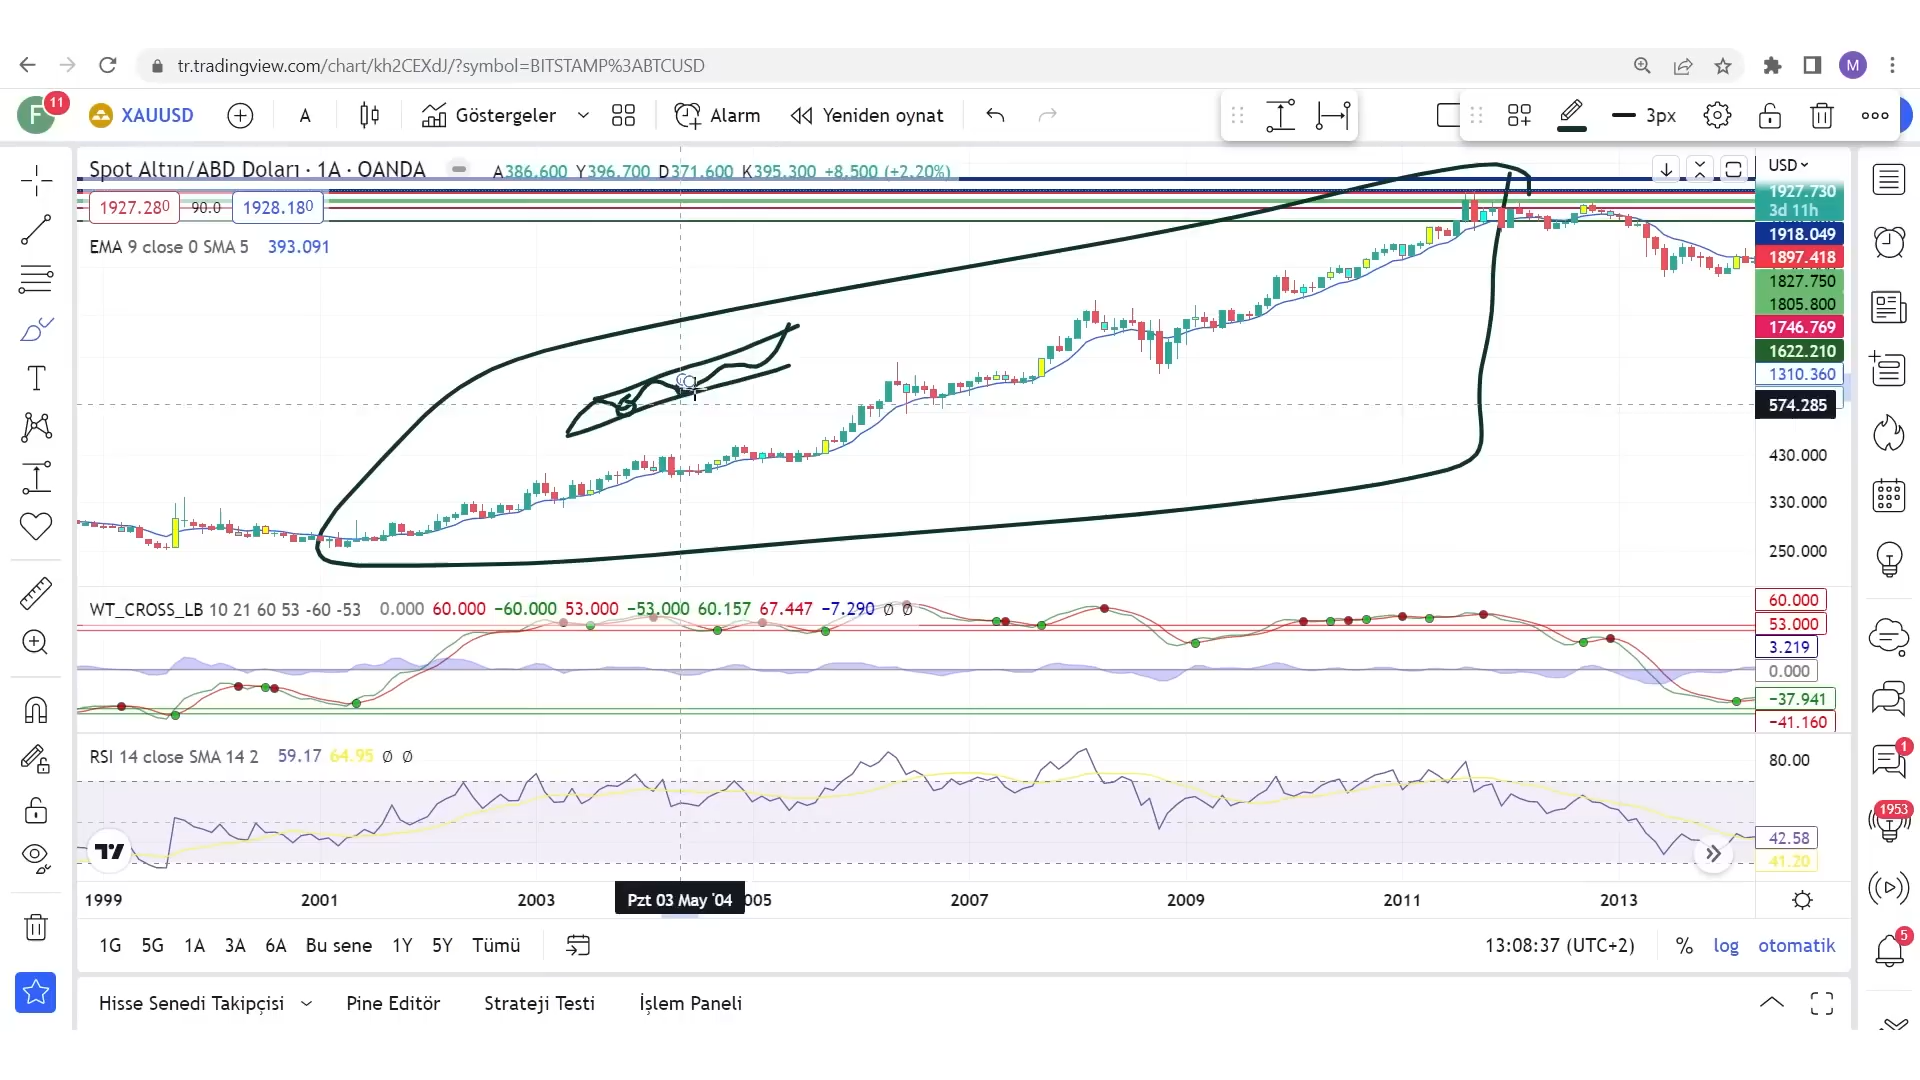 tr.tradingview.com/chart/kh2CEXdJ/?symbol=BITSTAMP%3ABTCUSD
M
F 11 XAUUSD A Göstergeler Alarm Yeniden oynat 3px
Spot Altın/ABD Doları · 1A · OANDA A386.600 Y396.700 D371.600 K395.300 +8.500 (+2.20%)
1927.280 90.0 1928.180
EMA 9 close 0 SMA 5 393.091
USD
1927.730
3d 11h
1918.049
1897.418
1827.750
1805.800
1746.769
1622.210
1310.360
574.285
430.000
330.000
250.000
T
WT_CROSS_LB 10 21 60 53 -60 -53 0.000 60.000 −60.000 53.000 −53.000 60.157 67.447 −7.290 ∅ ∅
60.000
53.000
3.219
0.000
−37.941
−41.160
RSI 14 close SMA 14 2 59.17 64.95 ∅ ∅
80.00
42.58
41.20
1
1953
5
1999 2001 2003 Pzt 03 May '04 005 2007 2009 2011 2013
1G 5G 1A 3A 6A Bu sene 1Y 5Y Tümü 13:08:37 (UTC+2) % log otomatik
Hisse Senedi Takipçisi Pine Editör Strateji Testi İşlem Paneli